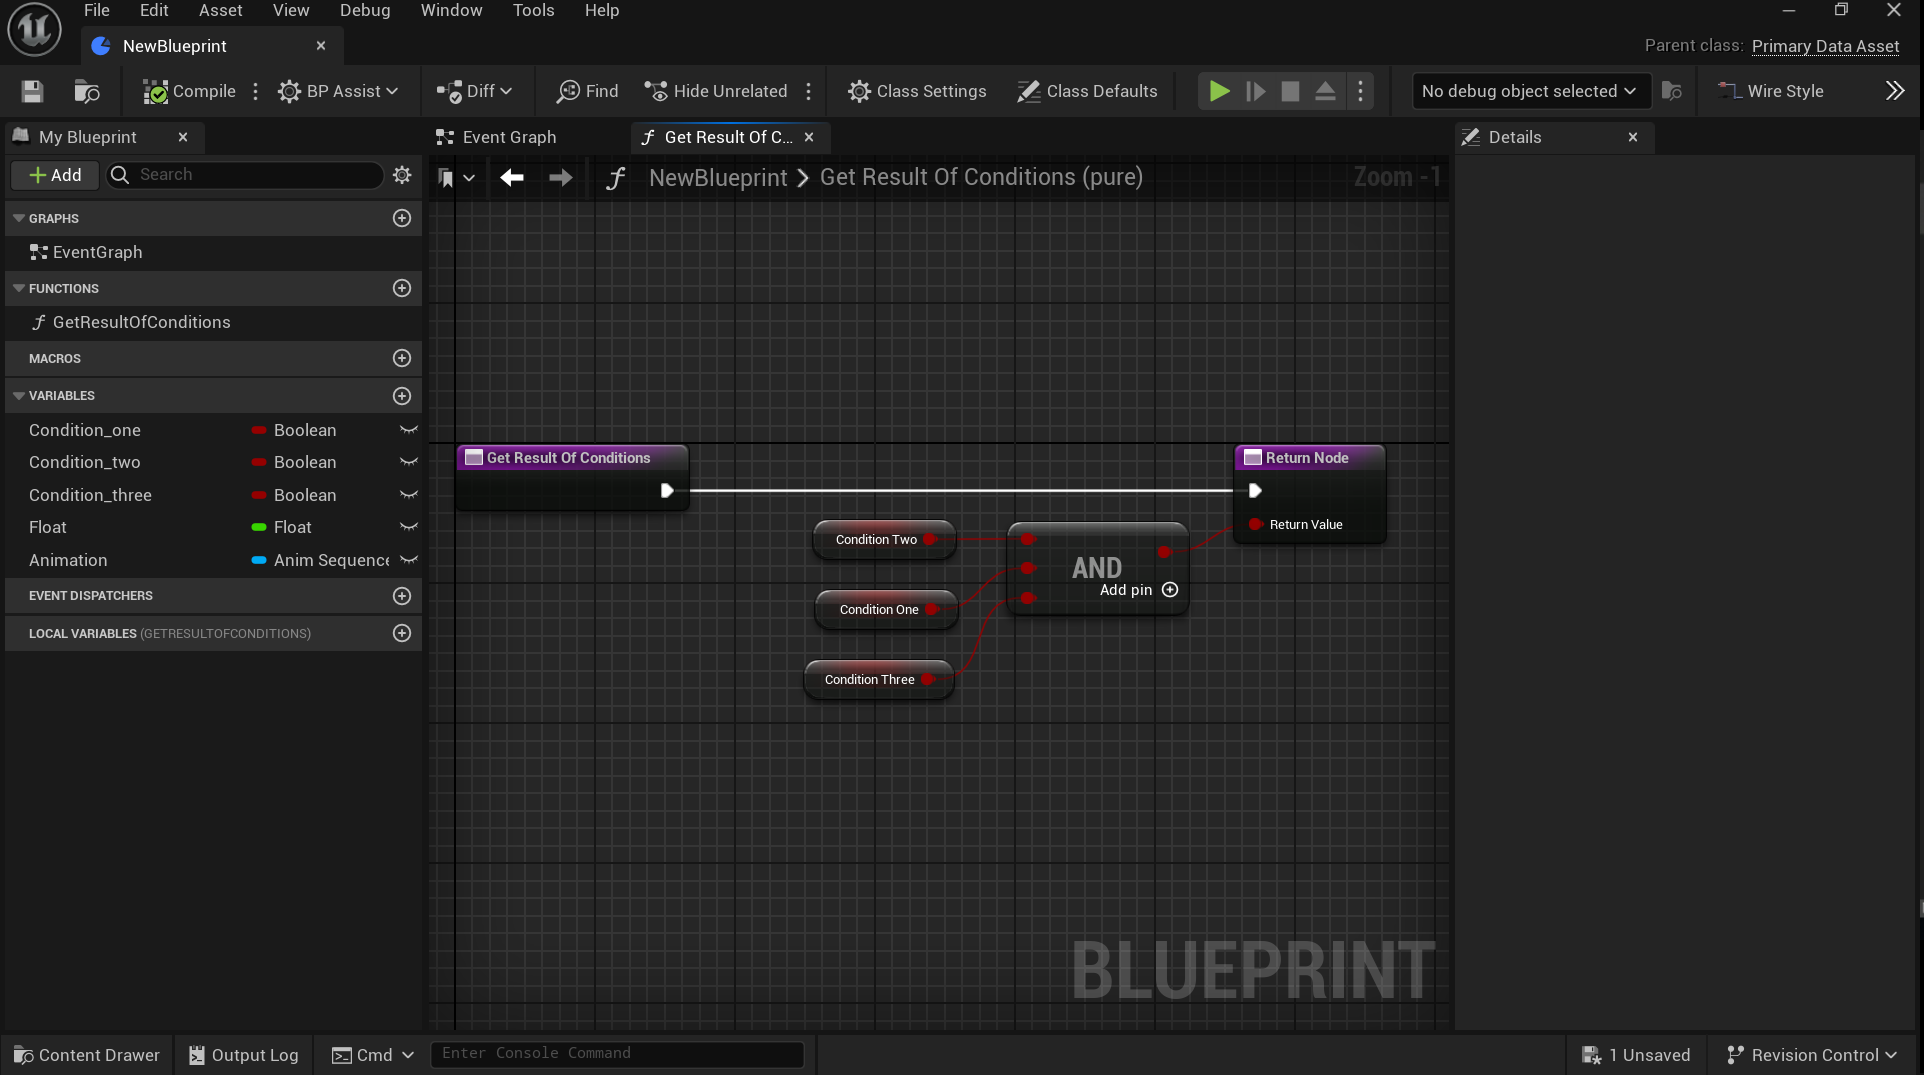 File Edit Asset View Debug Window Tools Help
NewBlueprint
Parent class: Primary Data Asset
Compile BP Assist Diff Find Hide Unrelated Class Settings Class Defaults No debug object selected Wire Style
My Blueprint
Event Graph
Get Result Of C...
Details
Add
Search
NewBlueprint > Get Result Of Conditions (pure)
Zoom -1
GRAPHS
EventGraph
FUNCTIONS
GetResultOfConditions
MACROS
VARIABLES
Condition_one Boolean
Condition_two Boolean
Condition_three Boolean
Float Float
Animation Anim Sequence
EVENT DISPATCHERS
LOCAL VARIABLES (GETRESULTOFCONDITIONS)
Get Result Of Conditions
Return Node
Return Value
Condition Two
Condition One
Condition Three
AND
Add pin
BLUEPRINT
Content Drawer Output Log Cmd Enter Console Command 1 Unsaved Revision Control